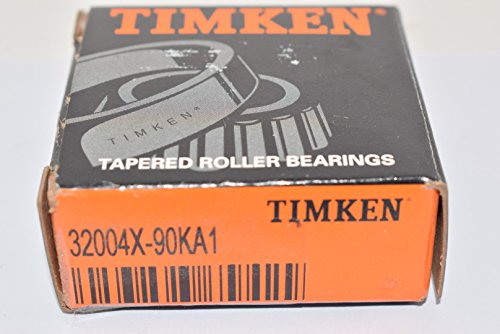 TIMKEN®
TIMKEN®
TAPERED ROLLER BEARINGS
TIMKEN
32004X-90KA1